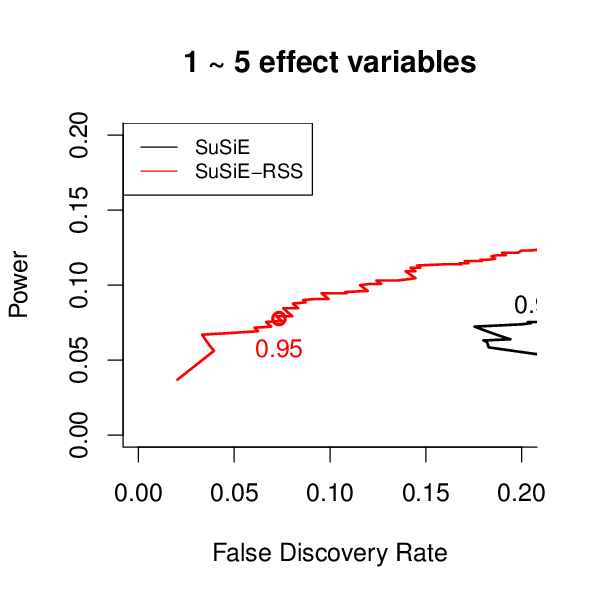 1 ~ 5 effect variables
SuSiE
SuSiE−RSS
Power
0.20
0.15
0.10
0.05
0.00
0.95
0.00 0.05 0.10 0.15 0.20
False Discovery Rate